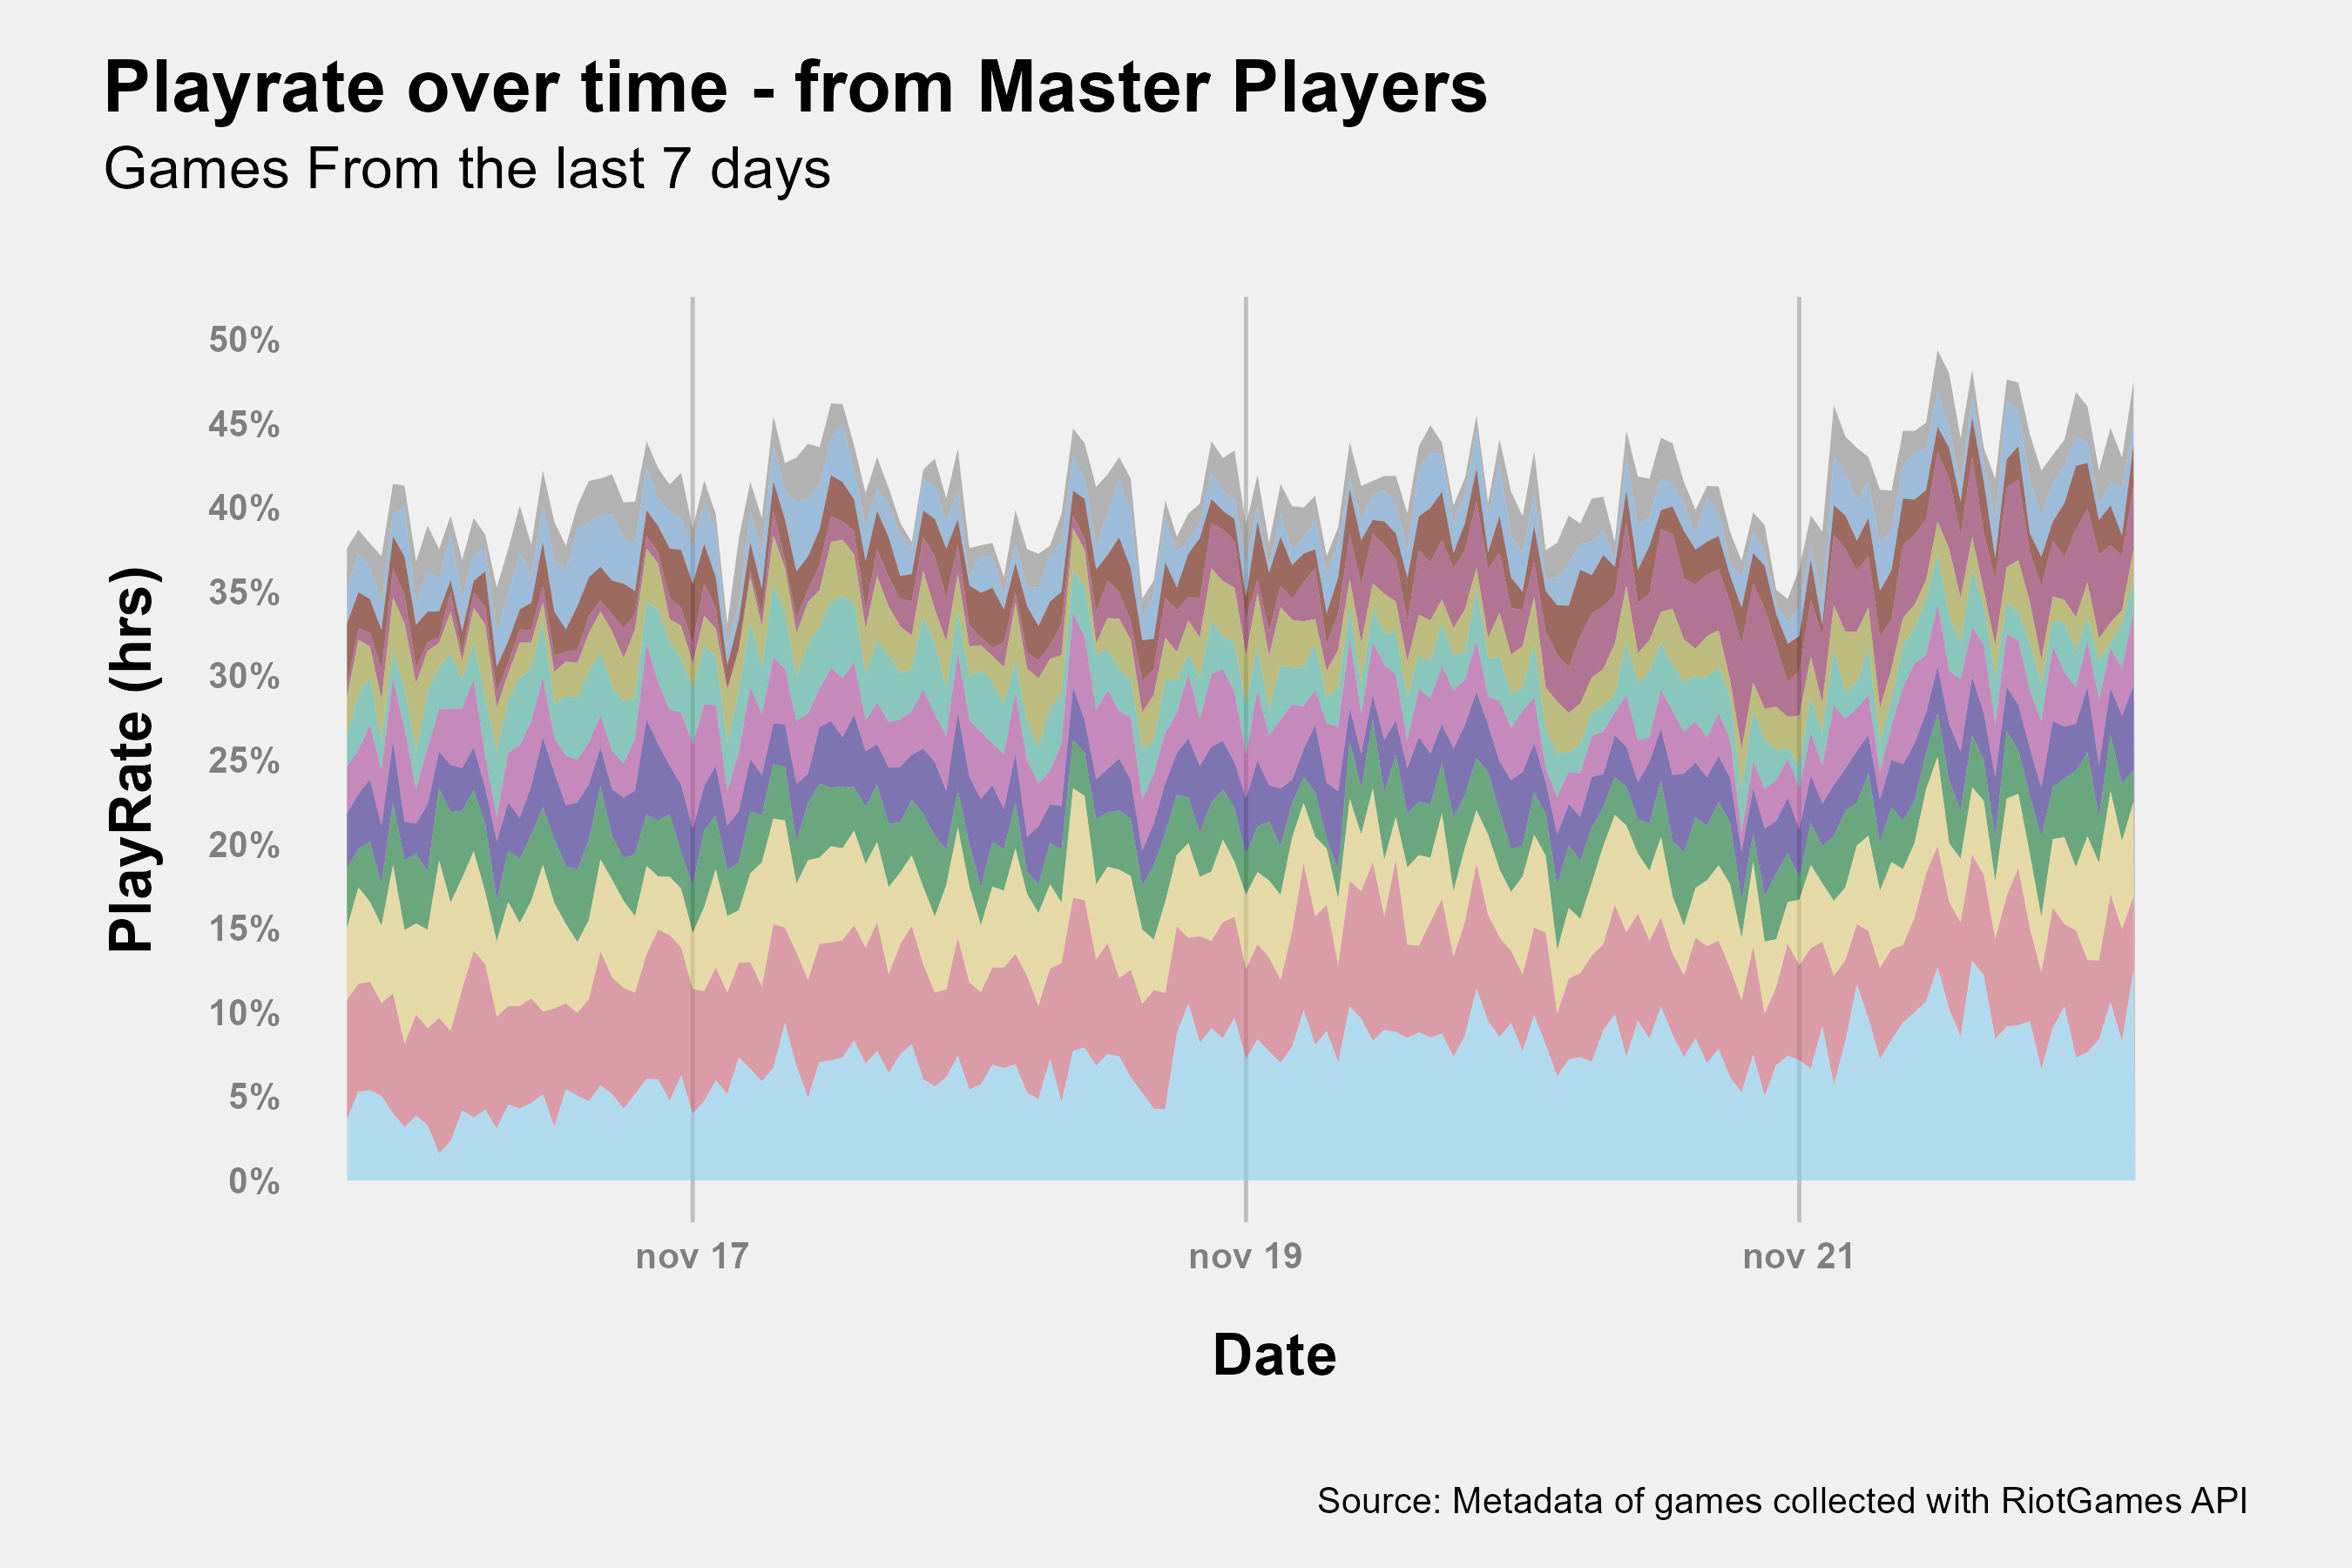 Playrate over time - from Master Players
Games From the last 7 days
PlayRate (hrs)
50%
45%
40%
35%
30%
25%
20%
15%
10%
5%
0%
nov 17
nov 19
nov 21
Date
Source: Metadata of games collected with RiotGames API